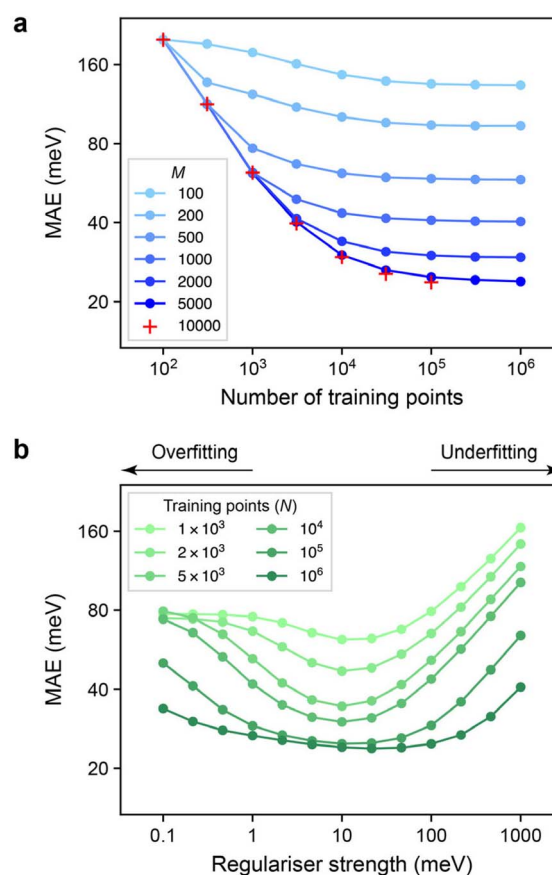 a
MAE (meV)
160
80
40
20
M
100
200
500
1000
2000
5000
10000
10² 10³ 10⁴ 10⁵ 10⁶
Number of training points
b
Overfitting Underfitting
MAE (meV)
160
80
40
20
Training points (N)
1 × 10³ 10⁴
2 × 10³ 10⁵
5 × 10³ 10⁶
0.1 1 10 100 1000
Regulariser strength (meV)